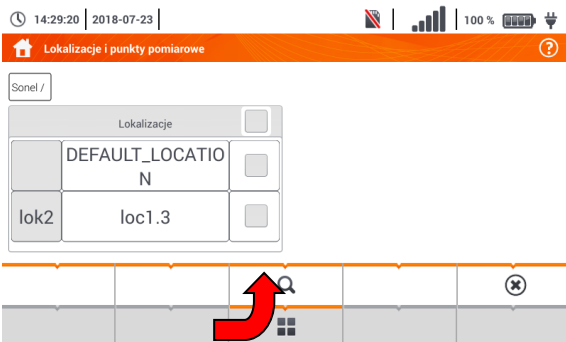 14:29:20 2018-07-23 100 %
Lokalizacje i punkty pomiarowe ?
Sonel /
Lokalizacje
DEFAULT_LOCATIO
N
lok2 loc1.3